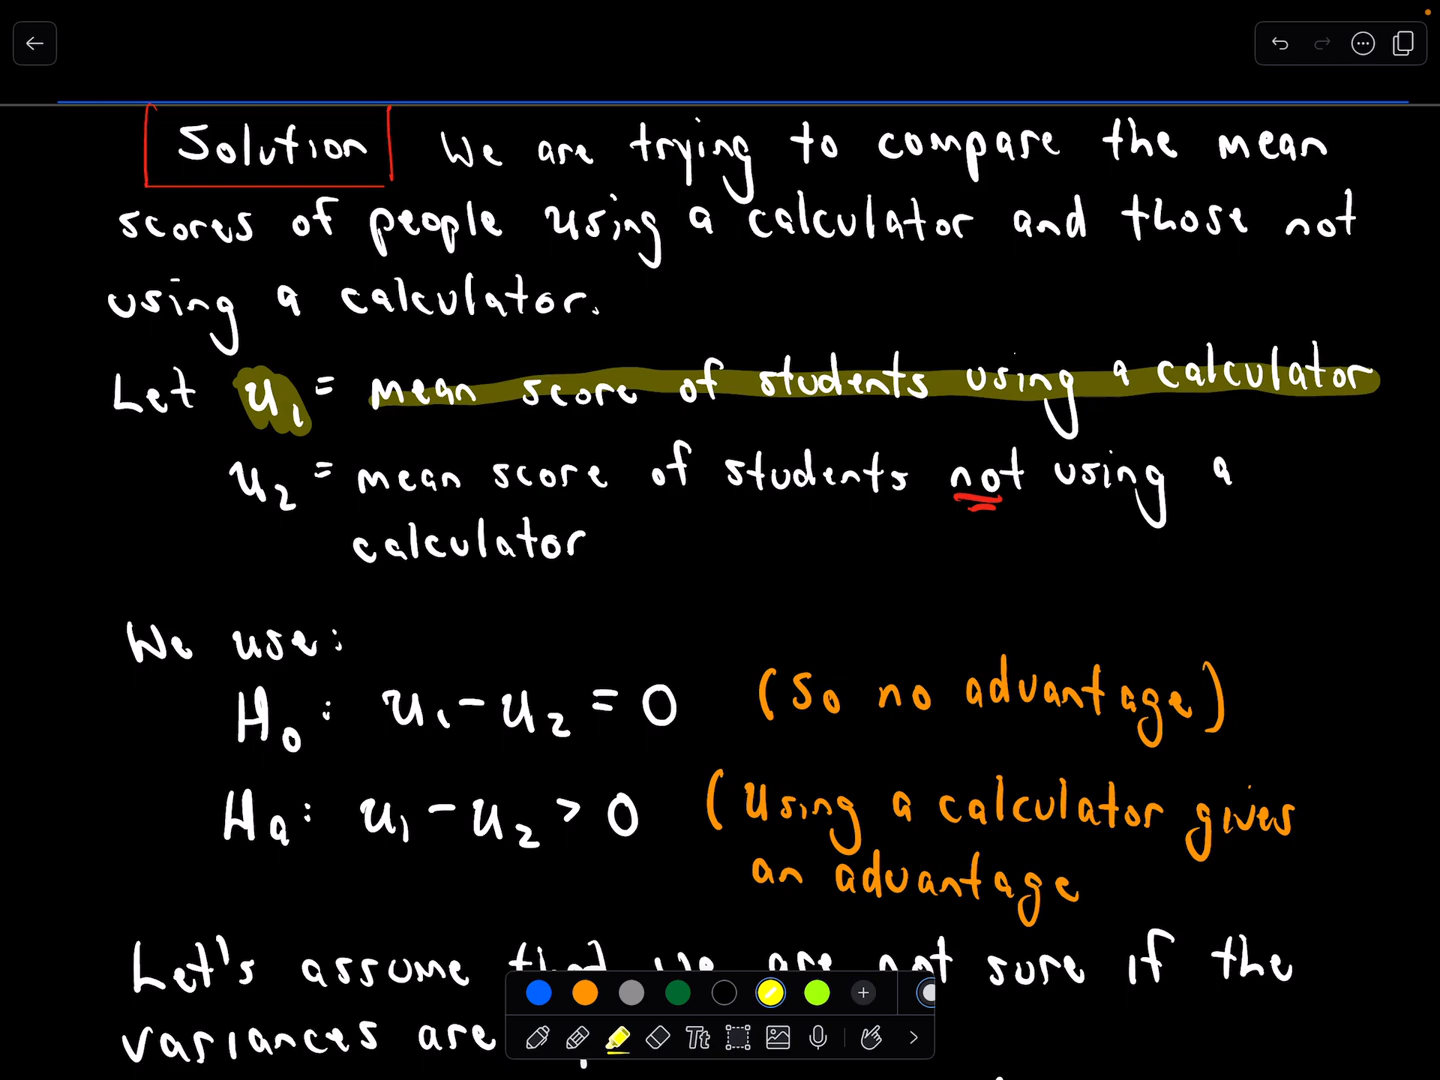 Solution We are trying to compare the mean
scores of people using a calculator and those not
using a calculator.
Let u₁ = mean score of students using a calculator
u₂ = mean score of students not using a
calculator
We use:
H₀: u₁ - u₂ = 0 (So no advantage)
Ha: u₁ - u₂ > 0 (Using a calculator gives
an advantage
Let's assume that we are not sure if the
variances are
Tt